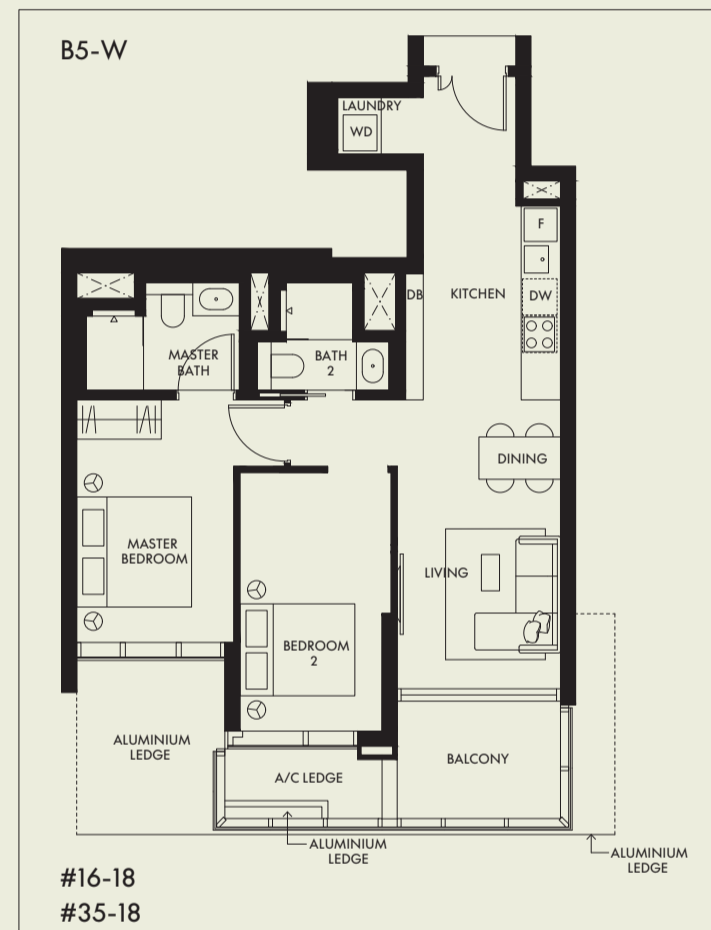 B5-W
LAUNDRY
WD
F
DB
KITCHEN
DW
MASTER
BATH
BATH
2
DINING
MASTER
BEDROOM
LIVING
BEDROOM
2
ALUMINIUM
LEDGE
A/C LEDGE
BALCONY
ALUMINIUM
LEDGE
ALUMINIUM
LEDGE
#16-18
#35-18